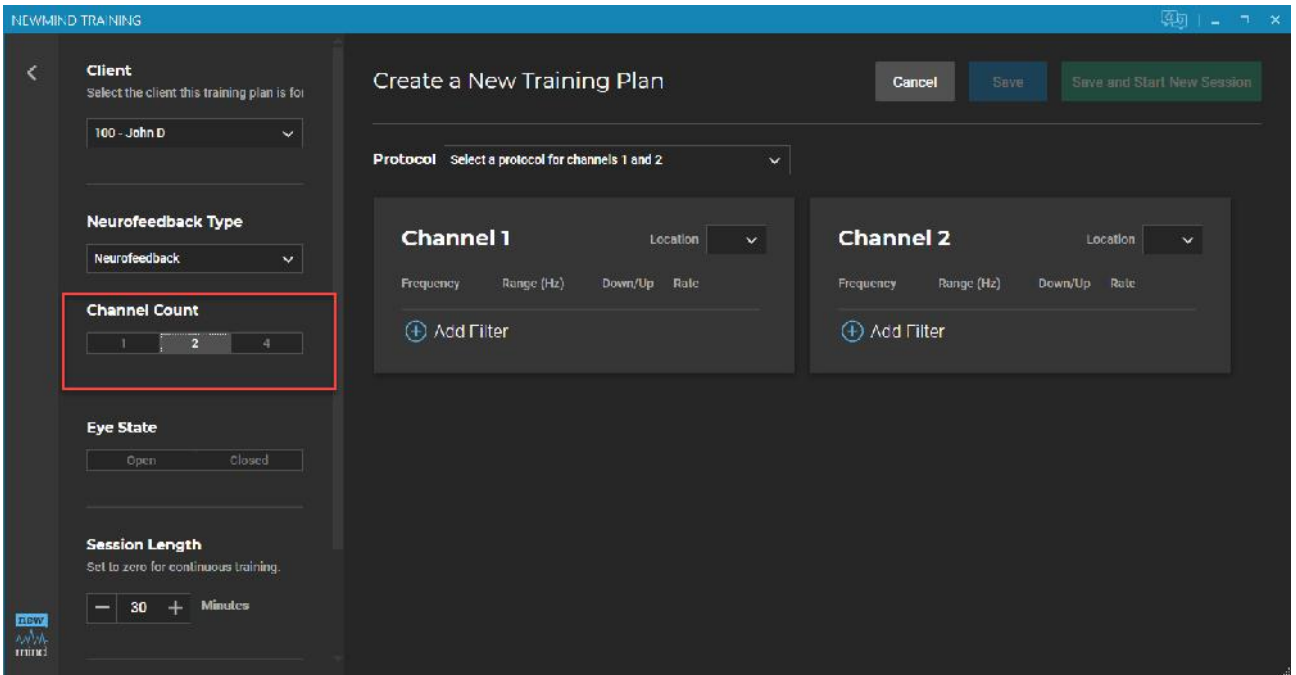 NEWMIND TRAINING
Client
Select the client this training plan is for
100 - John D
Neurofeedback Type
Neurofeedback
Channel Count
1 2 4
Eye State
Open Closed
Session Length
Set to zero for continuous training.
30 Minutes
new
mind
Create a New Training Plan
Cancel Save Save and Start New Session
Protocol Select a protocol for channels 1 and 2
Channel 1 Location
Frequency Range (Hz) Down/Up Rate
Add Filter
Channel 2 Location
Frequency Range (Hz) Down/Up Rate
Add Filter